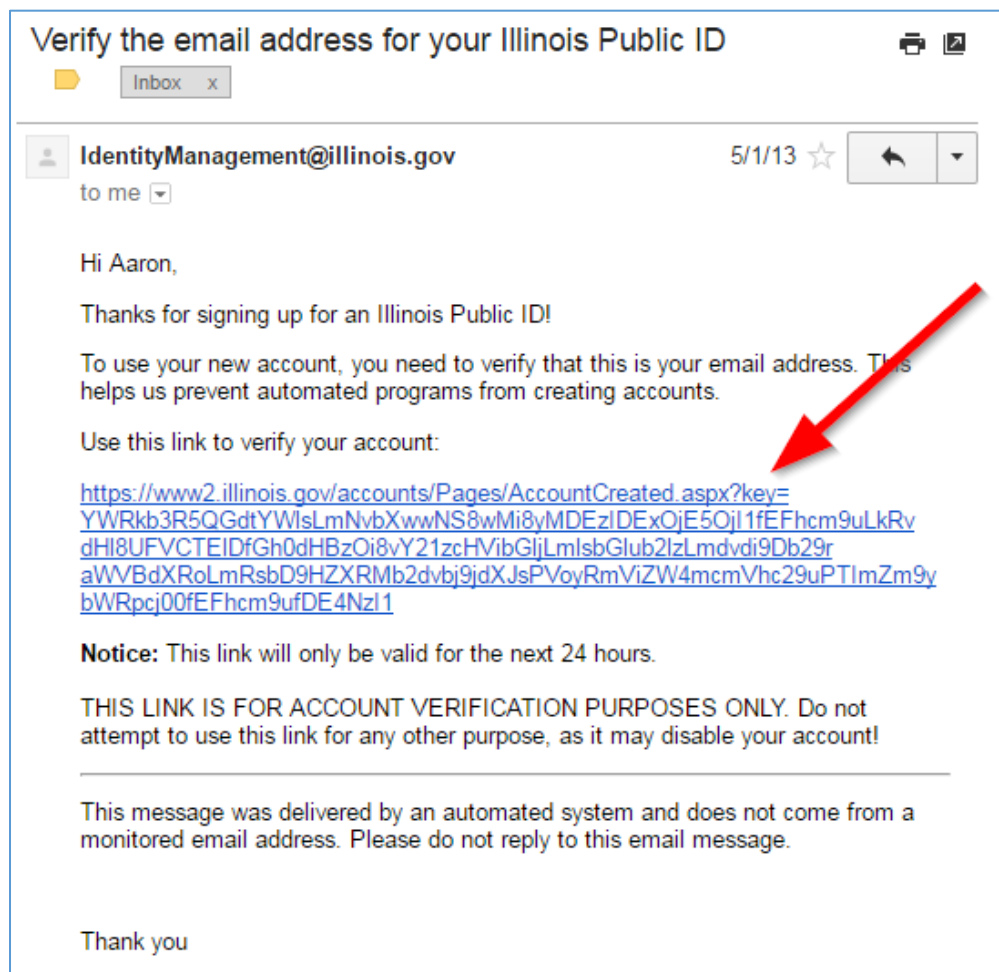 Verify the email address for your Illinois Public ID
Inbox x
IdentityManagement@illinois.gov 5/1/13
to me
Hi Aaron,
Thanks for signing up for an Illinois Public ID!
To use your new account, you need to verify that this is your email address. This
helps us prevent automated programs from creating accounts.
Use this link to verify your account:
https://www2.illinois.gov/accounts/Pages/AccountCreated.aspx?key=
YWRkb3R5QGdtYWlsLmNvbXwwNS8wMi8yMDEzIDExOjE5OjI1fEFhcm9uLkRv
dHl8UFVCTElDfGh0dHBzOi8vY21zcHVibGljLmlsbGlub2lzLmdvdi9Db29r
aWVBdXRoLmRsbD9HZXRMb2dvbj9jdXJsPVoyRmViZW4mcmVhc29uPTImZm9y
bWRpcj00fEFhcm9ufDE4NzI1
Notice: This link will only be valid for the next 24 hours.
THIS LINK IS FOR ACCOUNT VERIFICATION PURPOSES ONLY. Do not
attempt to use this link for any other purpose, as it may disable your account!
This message was delivered by an automated system and does not come from a
monitored email address. Please do not reply to this email message.
Thank you